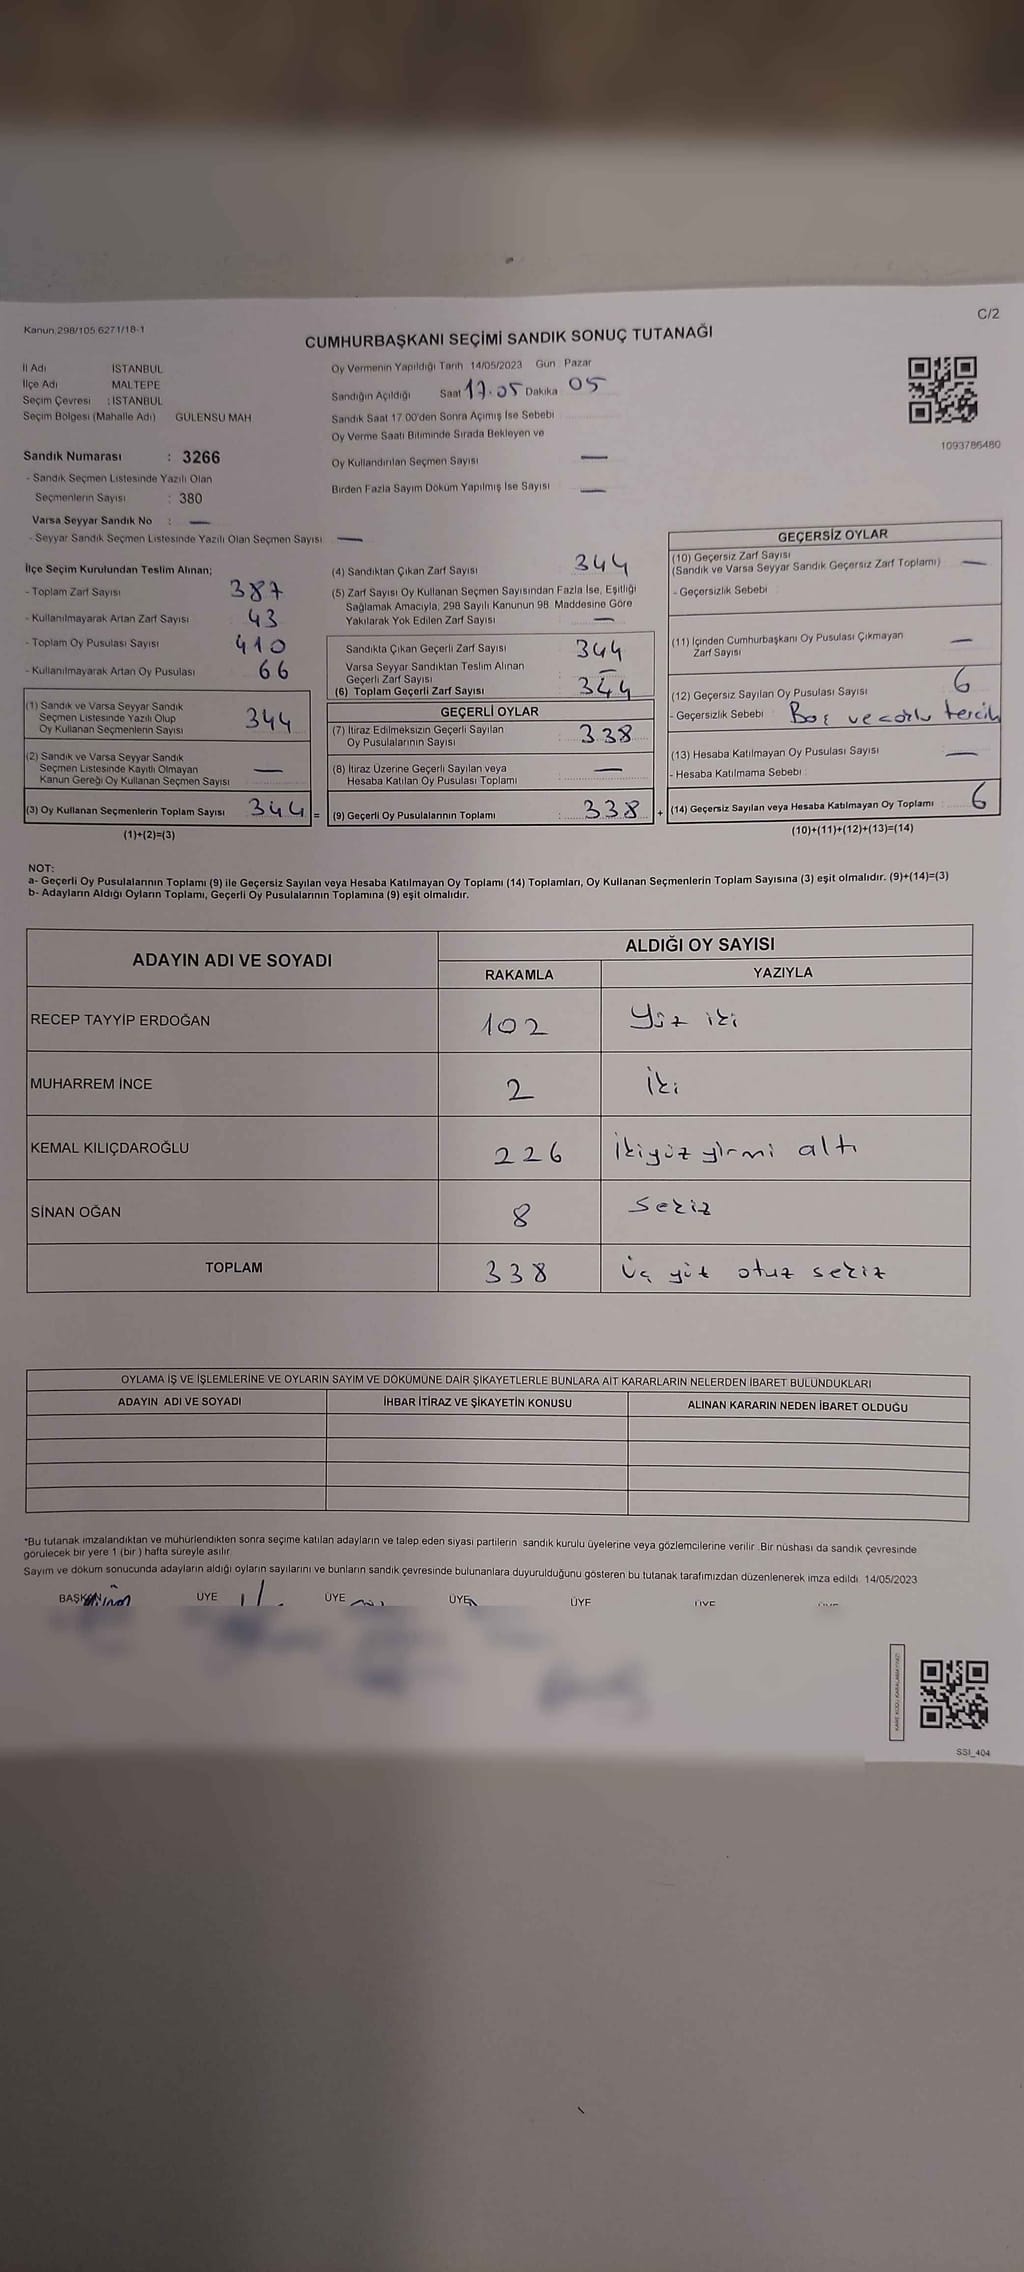 Kanun.298/105.6271/18-1
C/2
CUMHURBAŞKANI SEÇİMİ SANDIK SONUÇ TUTANAĞI
İl Adı İSTANBUL
İlçe Adı MALTEPE
Seçim Çevresi : İSTANBUL
Seçim Bölgesi (Mahalle Adı) GÜLENSU MAH
Sandık Numarası : 3266
- Sandık Seçmen Listesinde Yazılı Olan
Seçmenlerin Sayısı : 380
Varsa Seyyar Sandık No : —
- Seyyar Sandık Seçmen Listesinde Yazılı Olan Seçmen Sayısı —
Oy Vermenin Yapıldığı Tarih 14/05/2023 Gün Pazar
Sandığın Açıldığı Saat 17.05 Dakika 05
Sandık Saat 17.00'den Sonra Açımış İse Sebebi
Oy Verme Saati Bitiminde Sırada Bekleyen ve
Oy Kullandırılan Seçmen Sayısı —
Birden Fazla Sayım Döküm Yapılmış İse Sayısı —
1093786480
İlçe Seçim Kurulundan Teslim Alınan;
- Toplam Zarf Sayısı 387
- Kullanılmayarak Artan Zarf Sayısı 43
- Toplam Oy Pusulası Sayısı 410
- Kullanılmayarak Artan Oy Pusulası 66
(1) Sandık ve Varsa Seyyar Sandık
Seçmen Listesinde Yazılı Olup
Oy Kullanan Seçmenlerin Sayısı 344
(2) Sandık ve Varsa Seyyar Sandık
Seçmen Listesinde Kayıtlı Olmayan
Kanun Gereği Oy Kullanan Seçmen Sayısı —
(3) Oy Kullanan Seçmenlerin Toplam Sayısı 344 =
(1)+(2)=(3)
(4) Sandıktan Çıkan Zarf Sayısı 344
(5) Zarf Sayısı Oy Kullanan Seçmen Sayısından Fazla İse, Eşitliği
Sağlamak Amacıyla, 298 Sayılı Kanunun 98. Maddesine Göre
Yakılarak Yok Edilen Zarf Sayısı —
Sandıkta Çıkan Geçerli Zarf Sayısı 344
Varsa Seyyar Sandıktan Teslim Alınan
Geçerli Zarf Sayısı —
(6) Toplam Geçerli Zarf Sayısı 344
GEÇERLİ OYLAR
(7) İtiraz Edilmeksizin Geçerli Sayılan
Oy Pusulalarının Sayısı 338
(8) İtiraz Üzerine Geçerli Sayılan veya
Hesaba Katılan Oy Pusulası Toplamı —
(9) Geçerli Oy Pusulalarının Toplamı 338 +
GEÇERSİZ OYLAR
(10) Geçersiz Zarf Sayısı
(Sandık ve Varsa Seyyar Sandık Geçersiz Zarf Toplamı) —
- Geçersizlik Sebebi :
(11) İçinden Cumhurbaşkanı Oy Pusulası Çıkmayan
Zarf Sayısı —
(12) Geçersiz Sayılan Oy Pusulası Sayısı 6
- Geçersizlik Sebebi Boş ve tercih
(13) Hesaba Katılmayan Oy Pusulası Sayısı —
- Hesaba Katılmama Sebebi :
(14) Geçersiz Sayılan veya Hesaba Katılmayan Oy Toplamı 6
(10)+(11)+(12)+(13)=(14)
NOT:
a- Geçerli Oy Pusulalarının Toplamı (9) ile Geçersiz Sayılan veya Hesaba Katılmayan Oy Toplamı (14) Toplamları, Oy Kullanan Seçmenlerin Toplam Sayısına (3) eşit olmalıdır. (9)+(14)=(3)
b- Adayların Aldığı Oyların Toplamı, Geçerli Oy Pusulalarının Toplamına (9) eşit olmalıdır.
ADAYIN ADI VE SOYADI
ALDIĞI OY SAYISI
RAKAMLA YAZIYLA
RECEP TAYYİP ERDOĞAN 102 Yüz iki
MUHARREM İNCE 2 İki
KEMAL KILIÇDAROĞLU 226 İkiyüz yirmi altı
SİNAN OĞAN 8 Sekiz
TOPLAM 338 Üç yüz otuz sekiz
OYLAMA İŞ VE İŞLEMLERİNE VE OYLARIN SAYIM VE DÖKÜMÜNE DAİR ŞİKAYETLERLE BUNLARA AİT KARARLARIN NELERDEN İBARET BULUNDUKLARI
ADAYIN ADI VE SOYADI İHBAR İTİRAZ VE ŞİKAYETİN KONUSU ALINAN KARARIN NEDEN İBARET OLDUĞU
*Bu tutanak imzalandıktan ve mühürlendikten sonra seçime katılan adayların ve talep eden siyasi partilerin sandık kurulu üyelerine veya gözlemcilerine verilir. Bir nüshası da sandık çevresinde
görülecek bir yere 1 (bir) hafta süreyle asılır.
Sayım ve döküm sonucunda adayların aldığı oyların sayılarını ve bunların sandık çevresinde bulunanlara duyurulduğunu gösteren bu tutanak tarafımızdan düzenlenerek imza edildi. 14/05/2023
BAŞKAN ÜYE ÜYE ÜYE ÜYE ÜYE
SSI_404